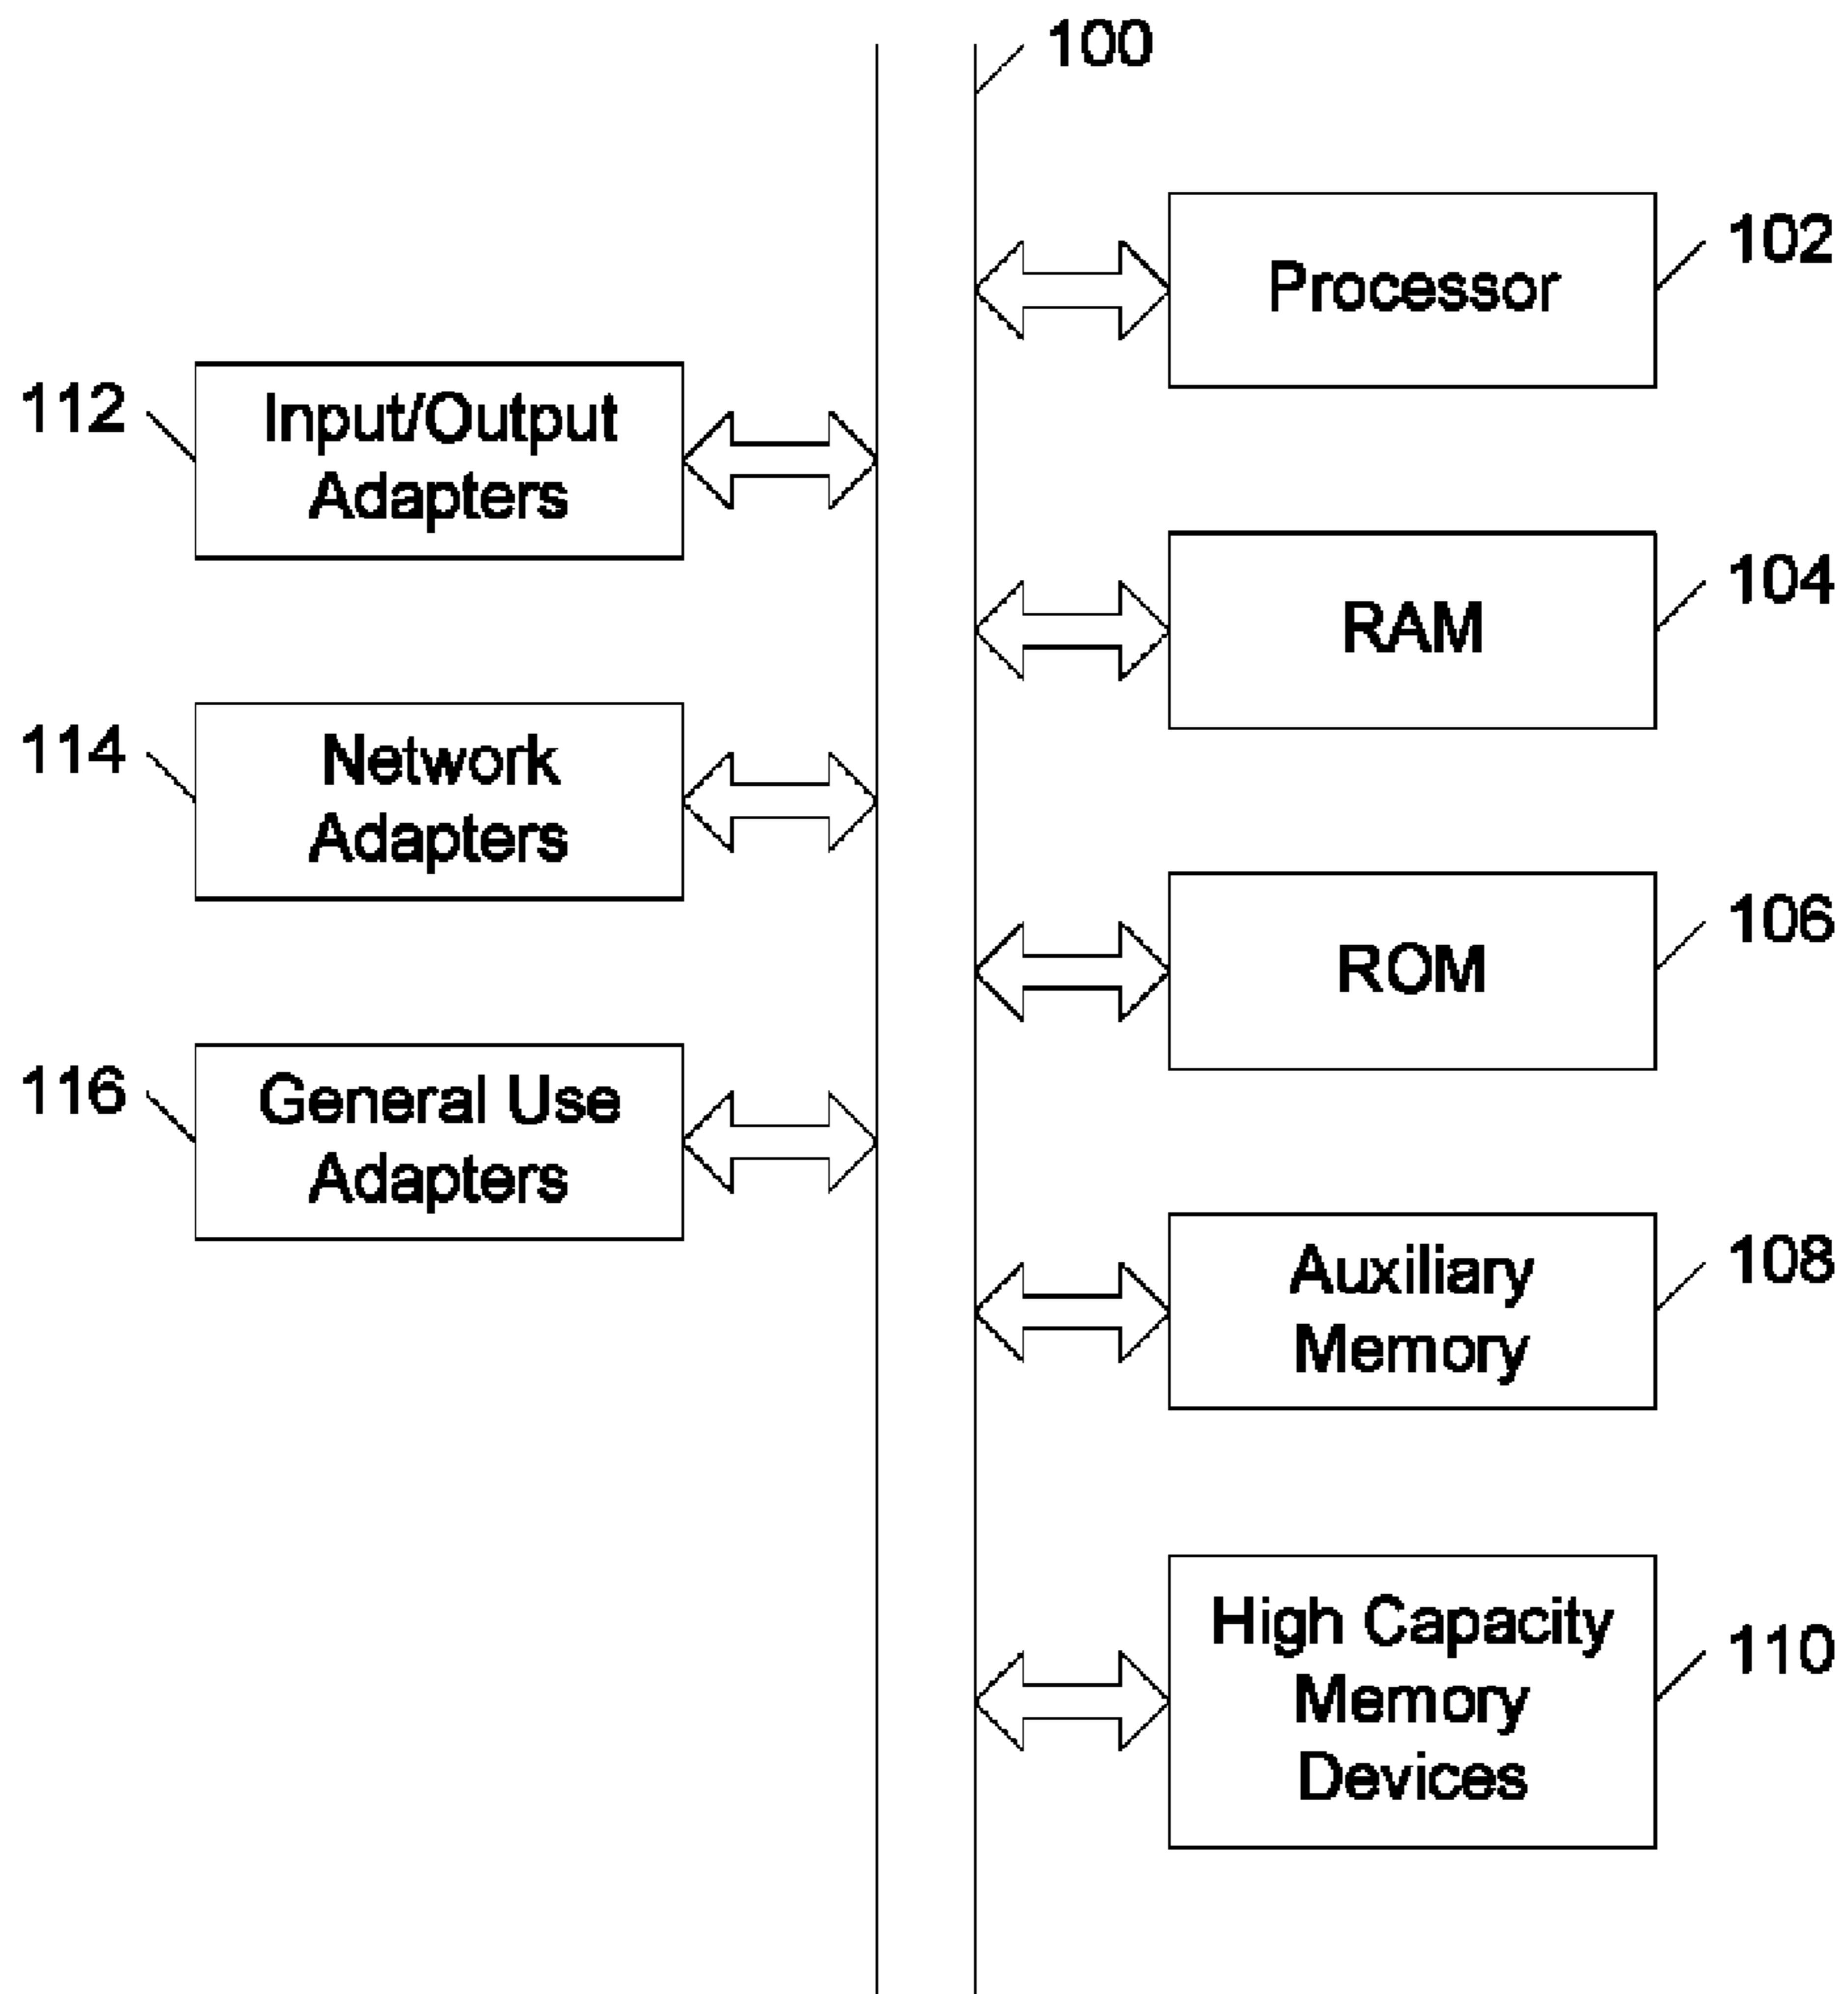 100
Processor
102
112
Input/Output
Adapters
RAM
104
114
Network
Adapters
ROM
106
116
General Use
Adapters
Auxiliary
Memory
108
High Capacity
Memory
Devices
110